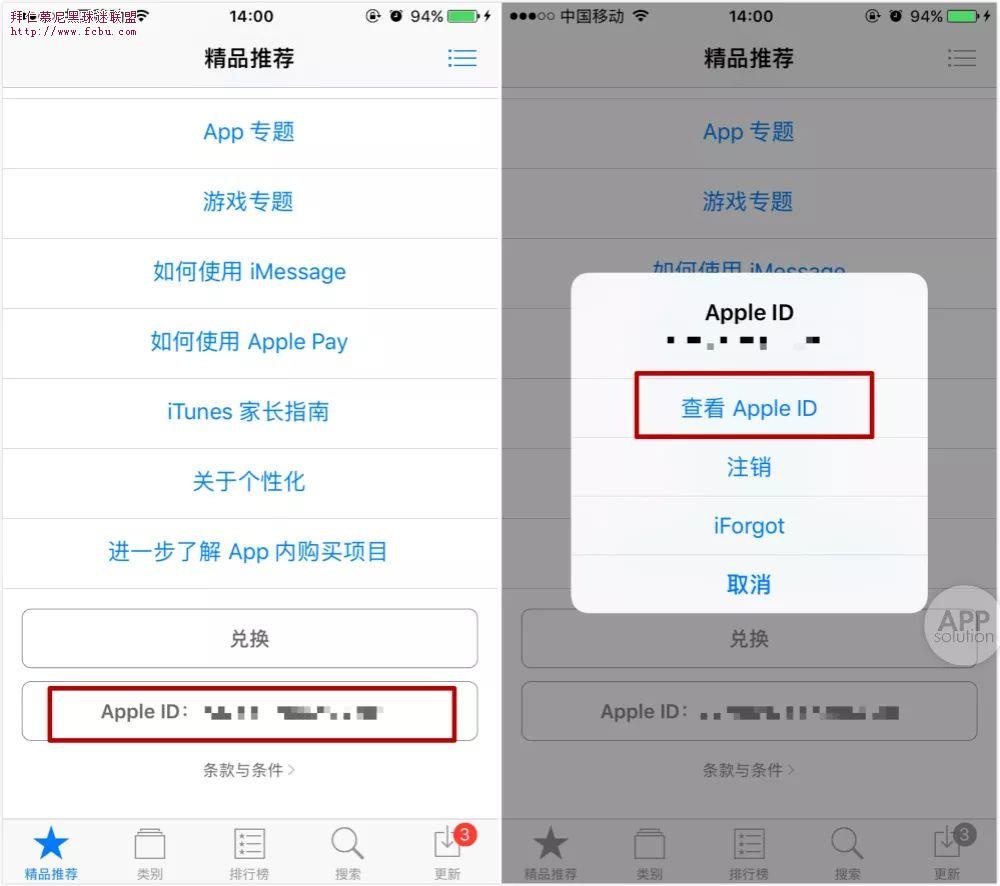 拜仁慕尼黑球迷联盟
http://www.fcbu.com
14:00
94%
精品推荐
App 专题
游戏专题
如何使用 iMessage
如何使用 Apple Pay
iTunes 家长指南
关于个性化
进一步了解 App 内购买项目
兑换
Apple ID：
条款与条件 >
精品推荐
类别
排行榜
搜索
更新
3
中国移动
14:00
94%
精品推荐
App 专题
游戏专题
如何使用 iMessage
Apple ID
查看 Apple ID
注销
iForgot
取消
APP
solution
兑换
Apple ID：
条款与条件 >
精品推荐
类别
排行榜
搜索
更新
3